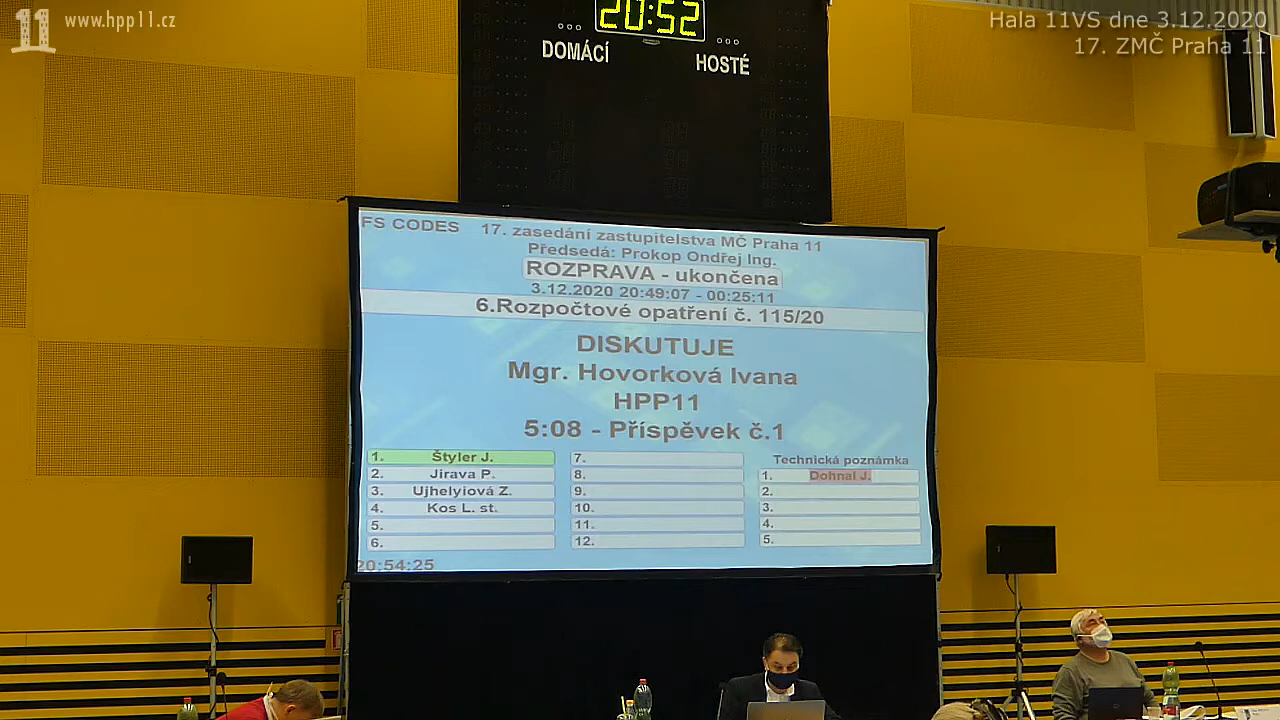 11 www.hpp11.cz
Hala 11VS dne 3.12.2020
17. ZMČ Praha 11
20:52
DOMÁCÍ
HOSTÉ
FS CODES 17. zasedání zastupitelstva MČ Praha 11
Předsedá: Prokop Ondřej Ing.
ROZPRAVA - ukončena
3.12.2020 20:49:07 - 00:25:11
6.Rozpočtové opatření č. 115/20
DISKUTUJE
Mgr. Hovorková Ivana
HPP11
5:08 - Příspěvek č.1
1. Štyler J.
2. Jirava P.
3. Ujhelyiová Z.
4. Kos L. st.
5.
6.
7.
8.
9.
10.
11.
12.
Technická poznámka
1. Dohnal J.
2.
3.
4.
5.
20:54:25